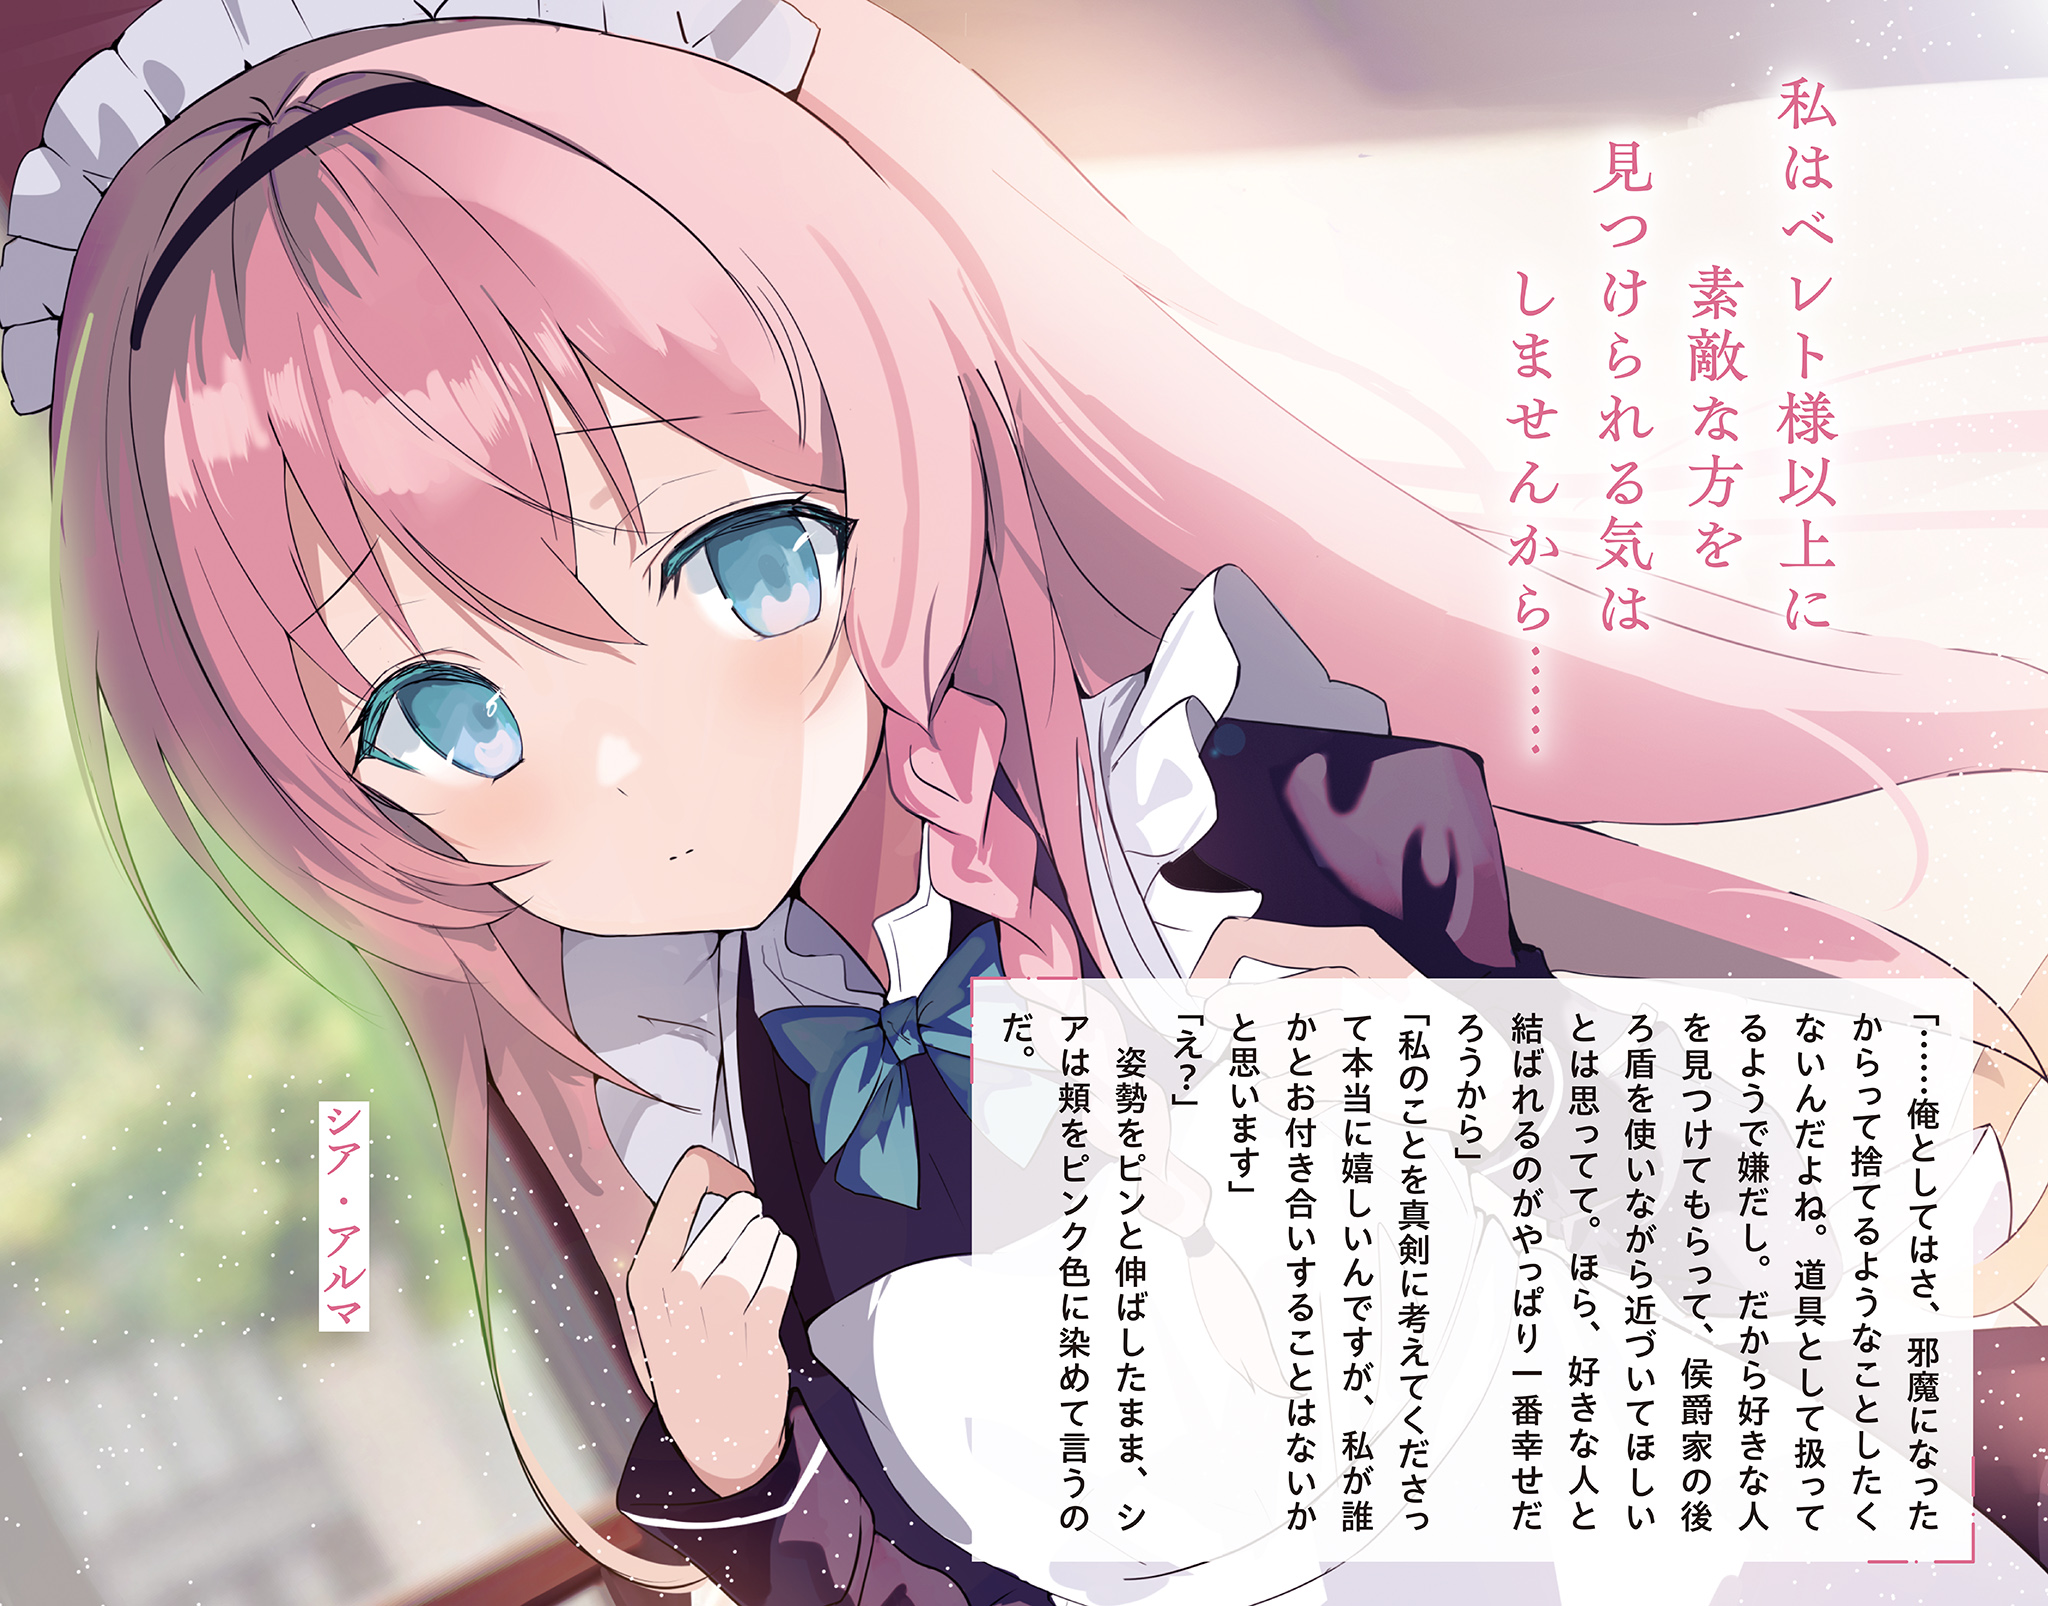 私はベレト様以上に
素敵な方を
見つけられる気は
しませんから……
「……俺としてはさ、邪魔になった
からって捨てるようなことしたく
ないんだよね。道具として扱って
るようで嫌だし。だから好きな人
を見つけてもらって、侯爵家の後
ろ盾を使いながら近づいてほしい
とは思ってて。ほら、好きな人と
結ばれるのがやっぱり一番幸せだ
ろうから」
「私のことを真剣に考えてくださっ
て本当に嬉しいんですが、私が誰
かとお付き合いすることはないか
と思います」
「え？」
　姿勢をピンと伸ばしたまま、シ
アは頬をピンク色に染めて言うの
だ。
シア・アルマ